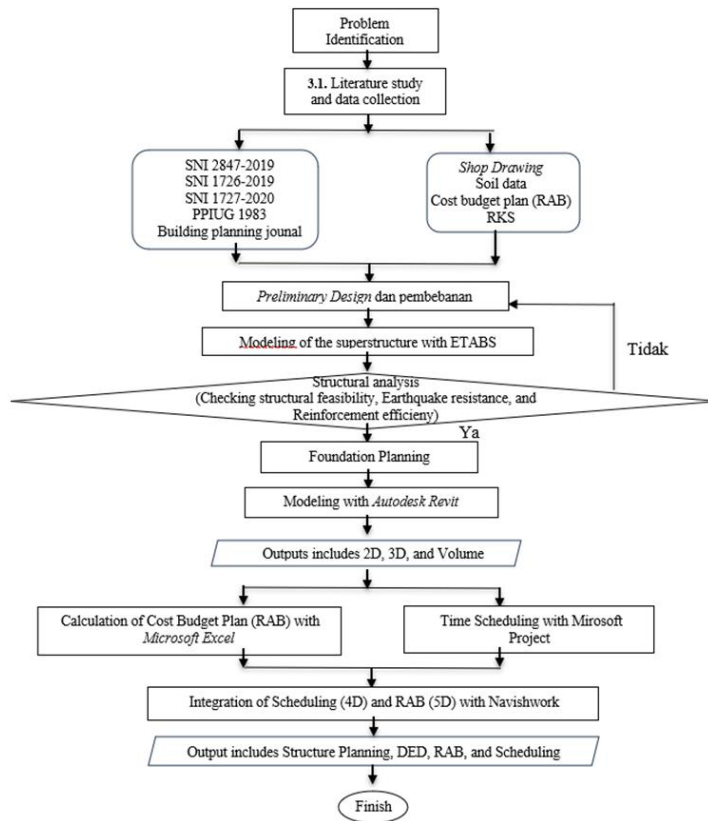 Problem
Identification
3.1. Literature study
and data collection
SNI 2847-2019
SNI 1726-2019
SNI 1727-2020
PPIUG 1983
Building planning jounal
Shop Drawing
Soil data
Cost budget plan (RAB)
RKS
Preliminary Design dan pembebanan
Modeling of the superstructure with ETABS
Tidak
Structural analysis
(Checking structural feasibility, Earthquake resistance, and
Reinforcement efficieny)
Ya
Foundation Planning
Modeling with Autodesk Revit
Outputs includes 2D, 3D, and Volume
Calculation of Cost Budget Plan (RAB) with
Microsoft Excel
Time Scheduling with Mirosoft
Project
Integration of Scheduling (4D) and RAB (5D) with Navishwork
Output includes Structure Planning, DED, RAB, and Scheduling
Finish